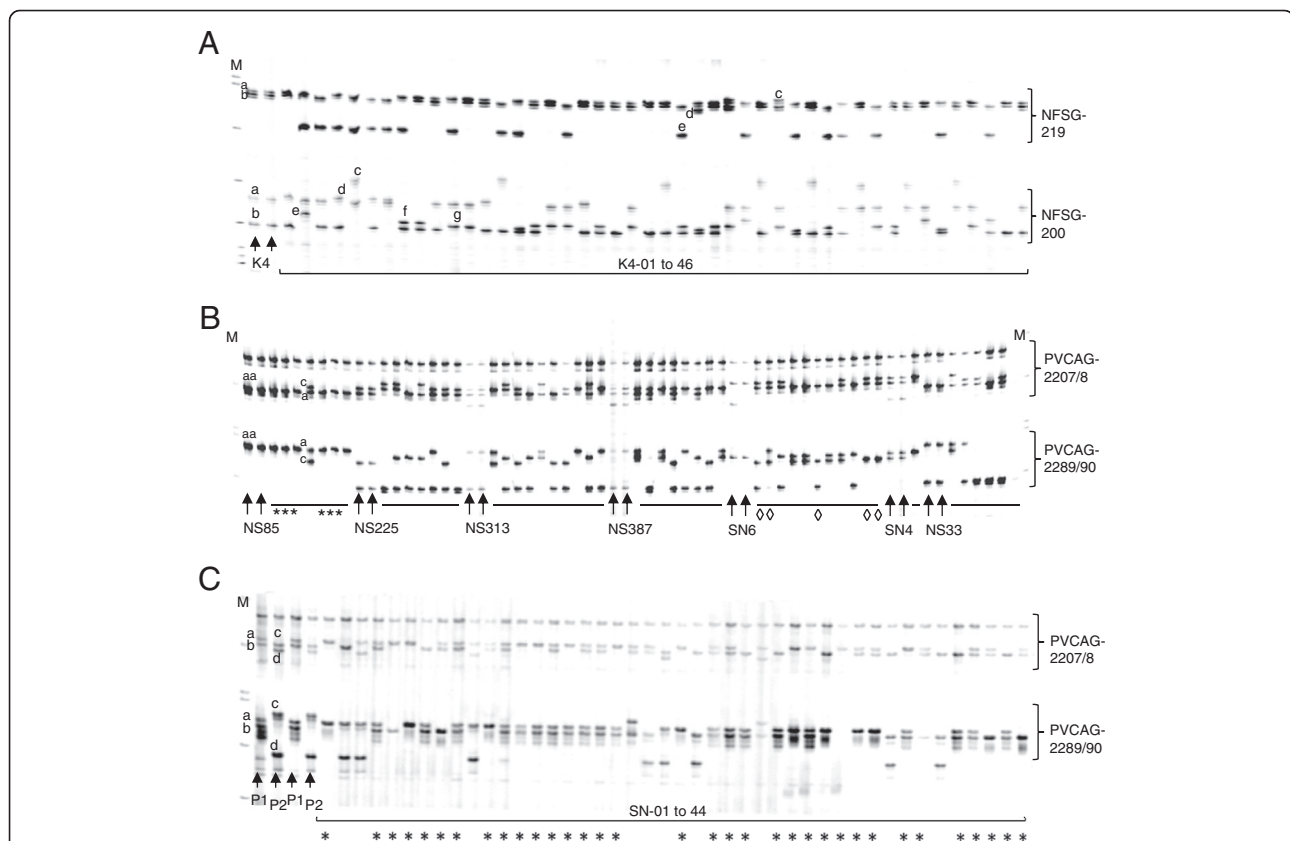 A
M
a
b
c
d
e
NFSG-
219
a
b
c
d
e
f
g
NFSG-
200
K4
K4-01 to 46
B
M
M
aa
c
a
PVCAG-
2207/8
aa
a
c
PVCAG-
2289/90
*** ***
◊◊ ◊ ◊◊
NS85 NS225 NS313 NS387 SN6 SN4 NS33
C
M
a
b
c
d
PVCAG-
2207/8
a
b
c
d
PVCAG-
2289/90
P1 P2 P1 P2
SN-01 to 44
* * * * * * * * * * * * * * * * * * * * * * * * * * * * * * * * *